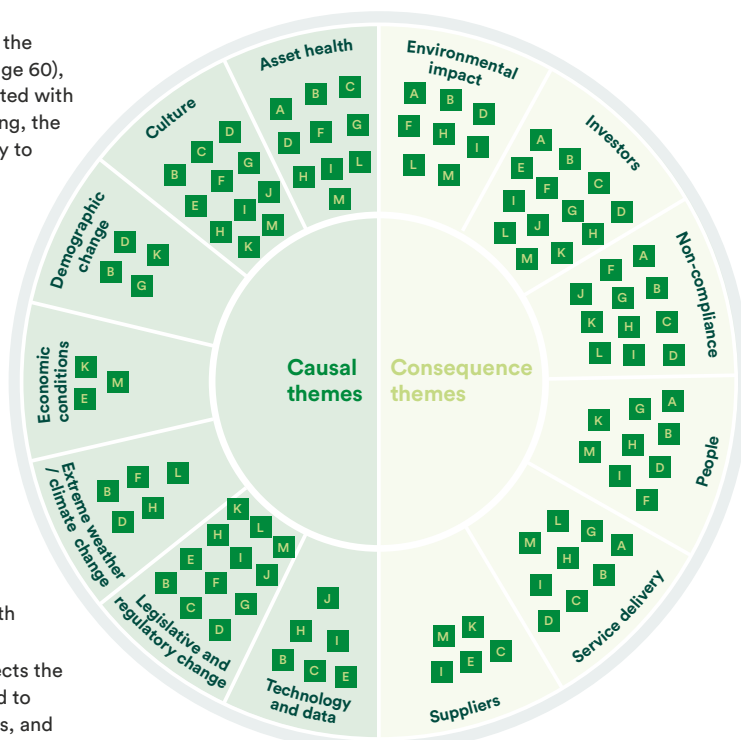 the
ge 60),
ted with
ng, the
y to
th
ects the
d to
s, and
Asset health
A B C
D F G
H I L
M
Culture
D
C G
B F J
E I M
H K
Demographic
change
D K
B G
Economic
conditions
K
M
E
Extreme weather
/ climate change
F L
B H
D
Legislative and
regulatory change
K
H L
E I M
B F J
C G
D
Technology
and data
J
H I
B C E
Causal
themes
Consequence
themes
Environmental
impact
A B D
F H I
L M
Investors
A
E B
F C
I G D
L J H
M K
Non-compliance
F A
J G B
K H C
L I D
People
K G A
M H B
I D
F
Service delivery
L G A
M H B
I C
D
Suppliers
M K
I E C